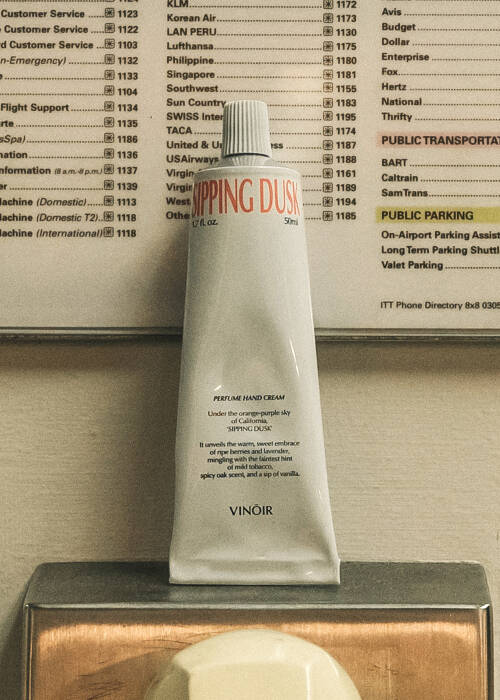 Customer Service 1123
Customer Service 1122
d Customer Service 1103
n-Emergency) 1132
1133
1104
Flight Support 1134
rte 1135
sSpa) 1186
mation 1136
nformation (8 a.m.-8 p.m.) 1137
er 1139
Machine (Domestic) 1113
Machine (Domestic T2) 1118
Machine (International) 1118
KLM 1172
Korean Air 1173
LAN PERU 1130
Lufthansa 1175
Philippine 1180
Singapore 1181
Southwest 1155
Sun Country 1183
SWISS Inter 1195
TACA 1174
United & U 1187
USAirways 1188
Virgin 1161
Virgin 1189
West 1194
Othe 1185
Avis
Budget
Dollar
Enterprise
Fox
Hertz
National
Thrifty
PUBLIC TRANSPORTAT
BART
Caltrain
SamTrans
PUBLIC PARKING
On-Airport Parking Assist
Long Term Parking Shuttl
Valet Parking
ITT Phone Directory 8x8 0305
SIPPING DUSK
1.7 fl. oz. 50ml
PERFUME HAND CREAM
Under the orange-purple sky
of California,
'SIPPING DUSK'
It unveils the warm, sweet embrace
of ripe berries and lavender,
mingling with the faintest hint
of mild tobacco,
spicy oak scent, and a sip of vanilla.
VINŌIR